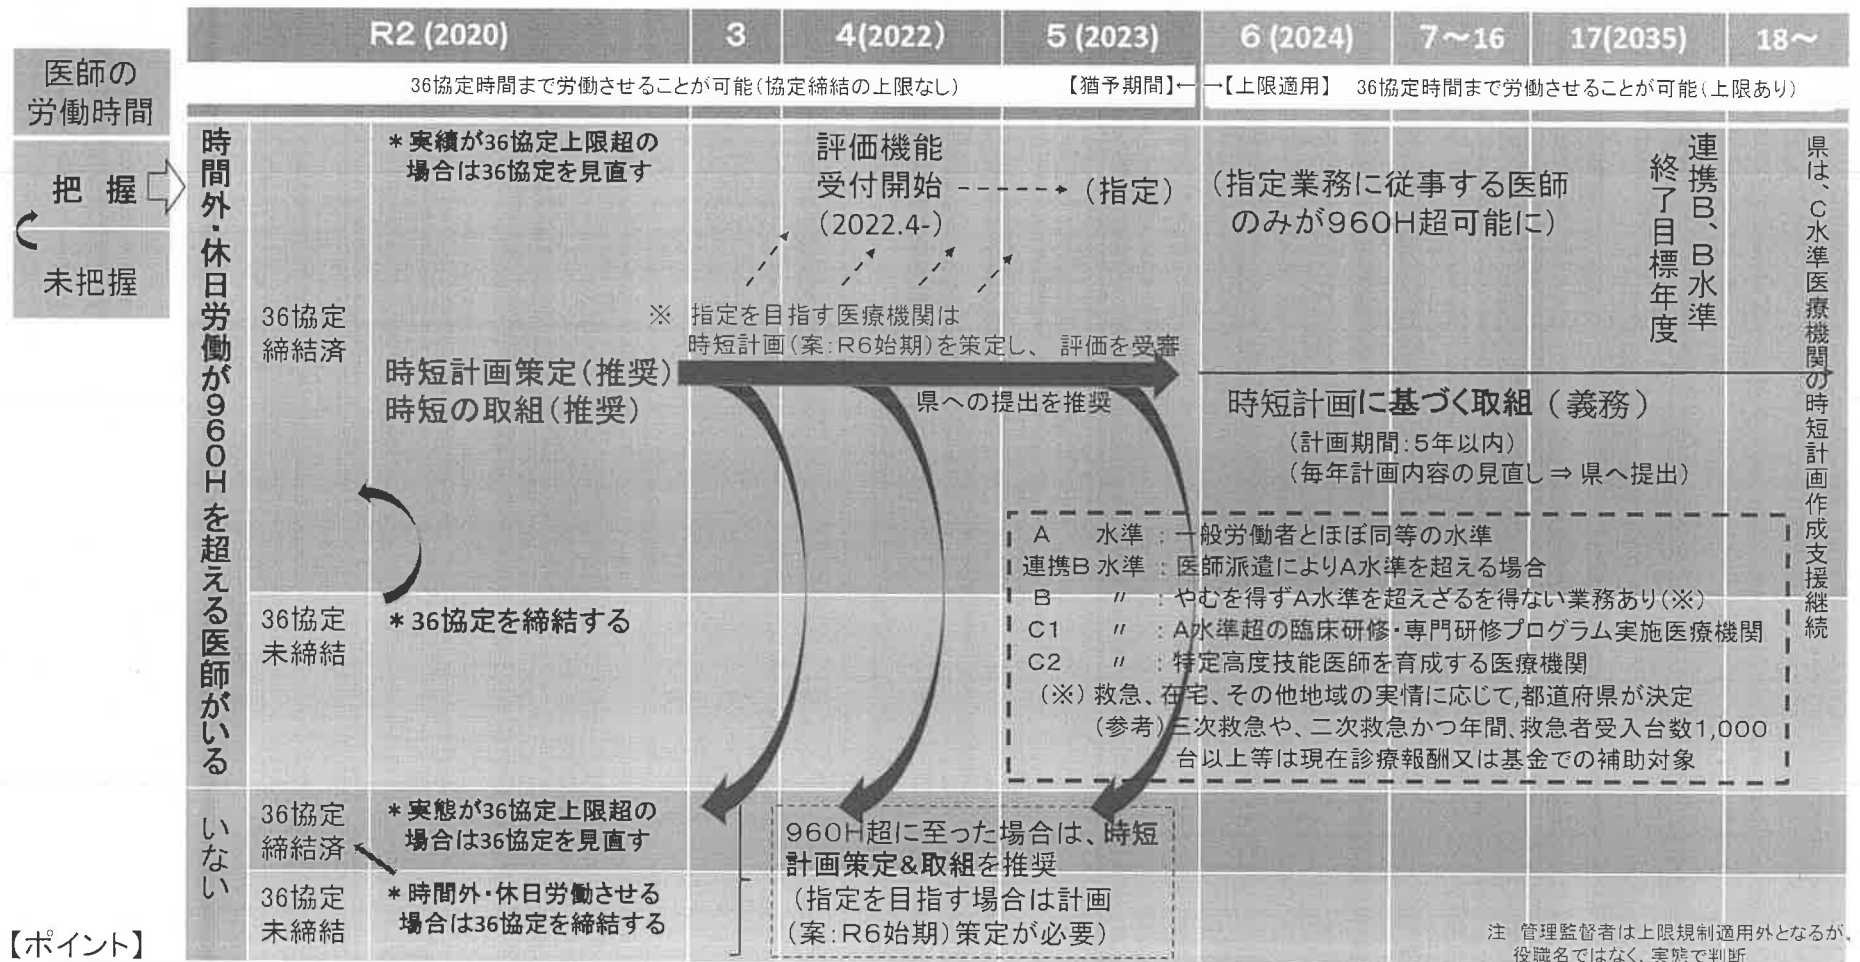 R2 (2020)
3
4(2022)
5 (2023)
6 (2024)
7～16
17(2035)
18～
医師の
労働時間
36協定時間まで労働させることが可能(協定締結の上限なし)
【猶予期間】←
→【上限適用】 36協定時間まで労働させることが可能(上限あり)
把 握
未把握
時間外・休日労働が960Hを超える医師がいる
36協定
締結済
＊実績が36協定上限超の
場合は36協定を見直す
評価機能
受付開始
(2022.4-)
(指定)
(指定業務に従事する医師
のみが960H超可能に)
連携B、B水準
終了目標年度
県は、C水準医療機関の時短計画作成支援継続
※ 指定を目指す医療機関は
時短計画(案:R6始期)を策定し、 評価を受審
時短計画策定(推奨)
時短の取組(推奨)
県への提出を推奨
時短計画に基づく取組 (義務)
(計画期間:5年以内)
(毎年計画内容の見直し⇒ 県へ提出)
A 水準 : 一般労働者とほぼ同等の水準
連携B 水準 : 医師派遣によりA水準を超える場合
B 〃 : やむを得ずA水準を超えざるを得ない業務あり(※)
C1 〃 : A水準超の臨床研修・専門研修プログラム実施医療機関
C2 〃 : 特定高度技能医師を育成する医療機関
(※) 救急、在宅、その他地域の実情に応じて,都道府県が決定
(参考)三次救急や、二次救急かつ年間、救急者受入台数1,000
台以上等は現在診療報酬又は基金での補助対象
36協定
未締結
＊36協定を締結する
いない
36協定
締結済
＊実態が36協定上限超の
場合は36協定を見直す
36協定
未締結
＊時間外・休日労働させる
場合は36協定を締結する
960H超に至った場合は、時短
計画策定&取組を推奨
(指定を目指す場合は計画
(案:R6始期)策定が必要)
注 管理監督者は上限規制適用外となるが、
役職名ではなく、実態で判断
【ポイント】